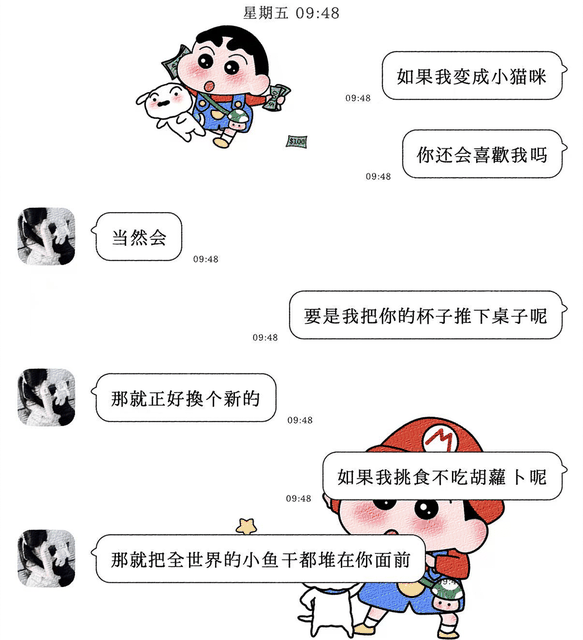 星期五 09:48
如果我变成小猫咪
09:48
你还会喜歡我吗
09:48
当然会
09:48
要是我把你的杯子推下桌子呢
09:48
那就正好換个新的
09:48
如果我挑食不吃胡蘿卜呢
09:48
那就把全世界的小鱼干都堆在你面前
09:48
$100
M